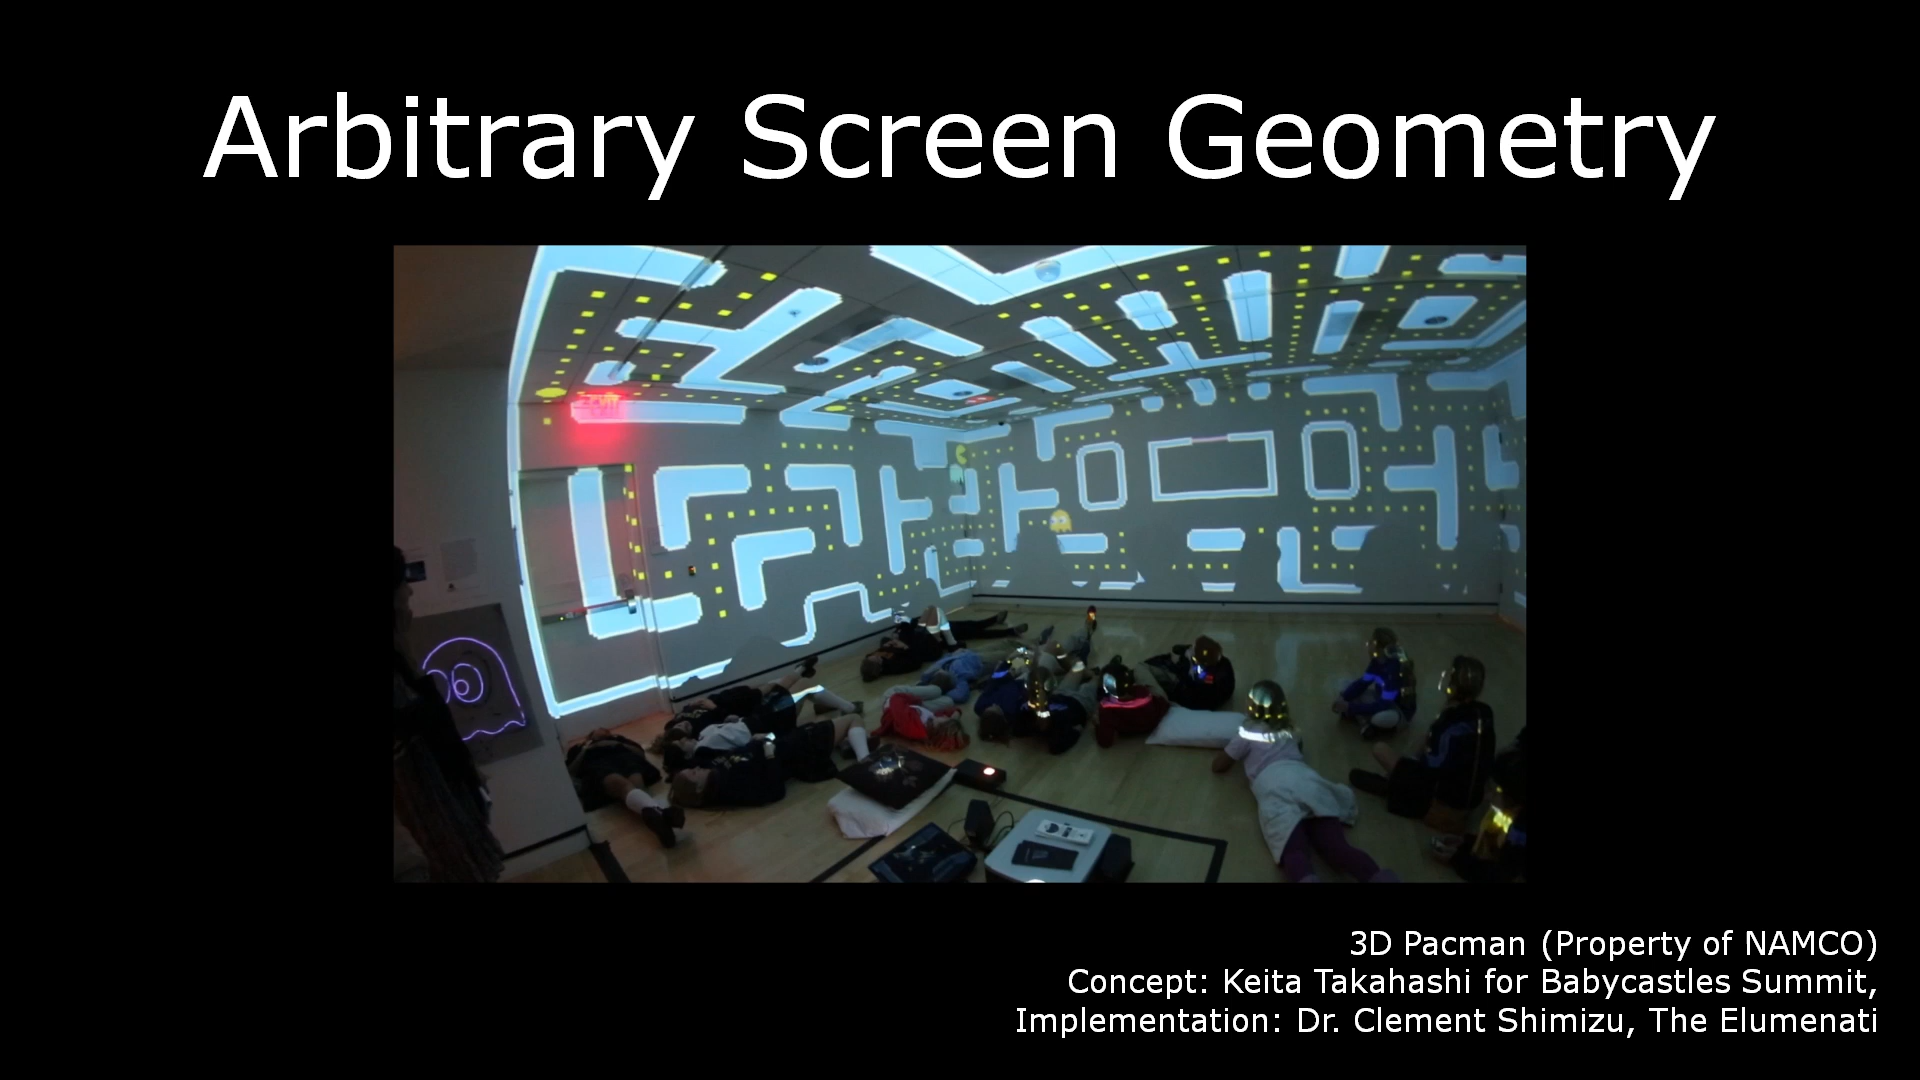 Arbitrary Screen Geometry
EXIT
3D Pacman (Property of NAMCO)
Concept: Keita Takahashi for Babycastles Summit,
Implementation: Dr. Clement Shimizu, The Elumenati